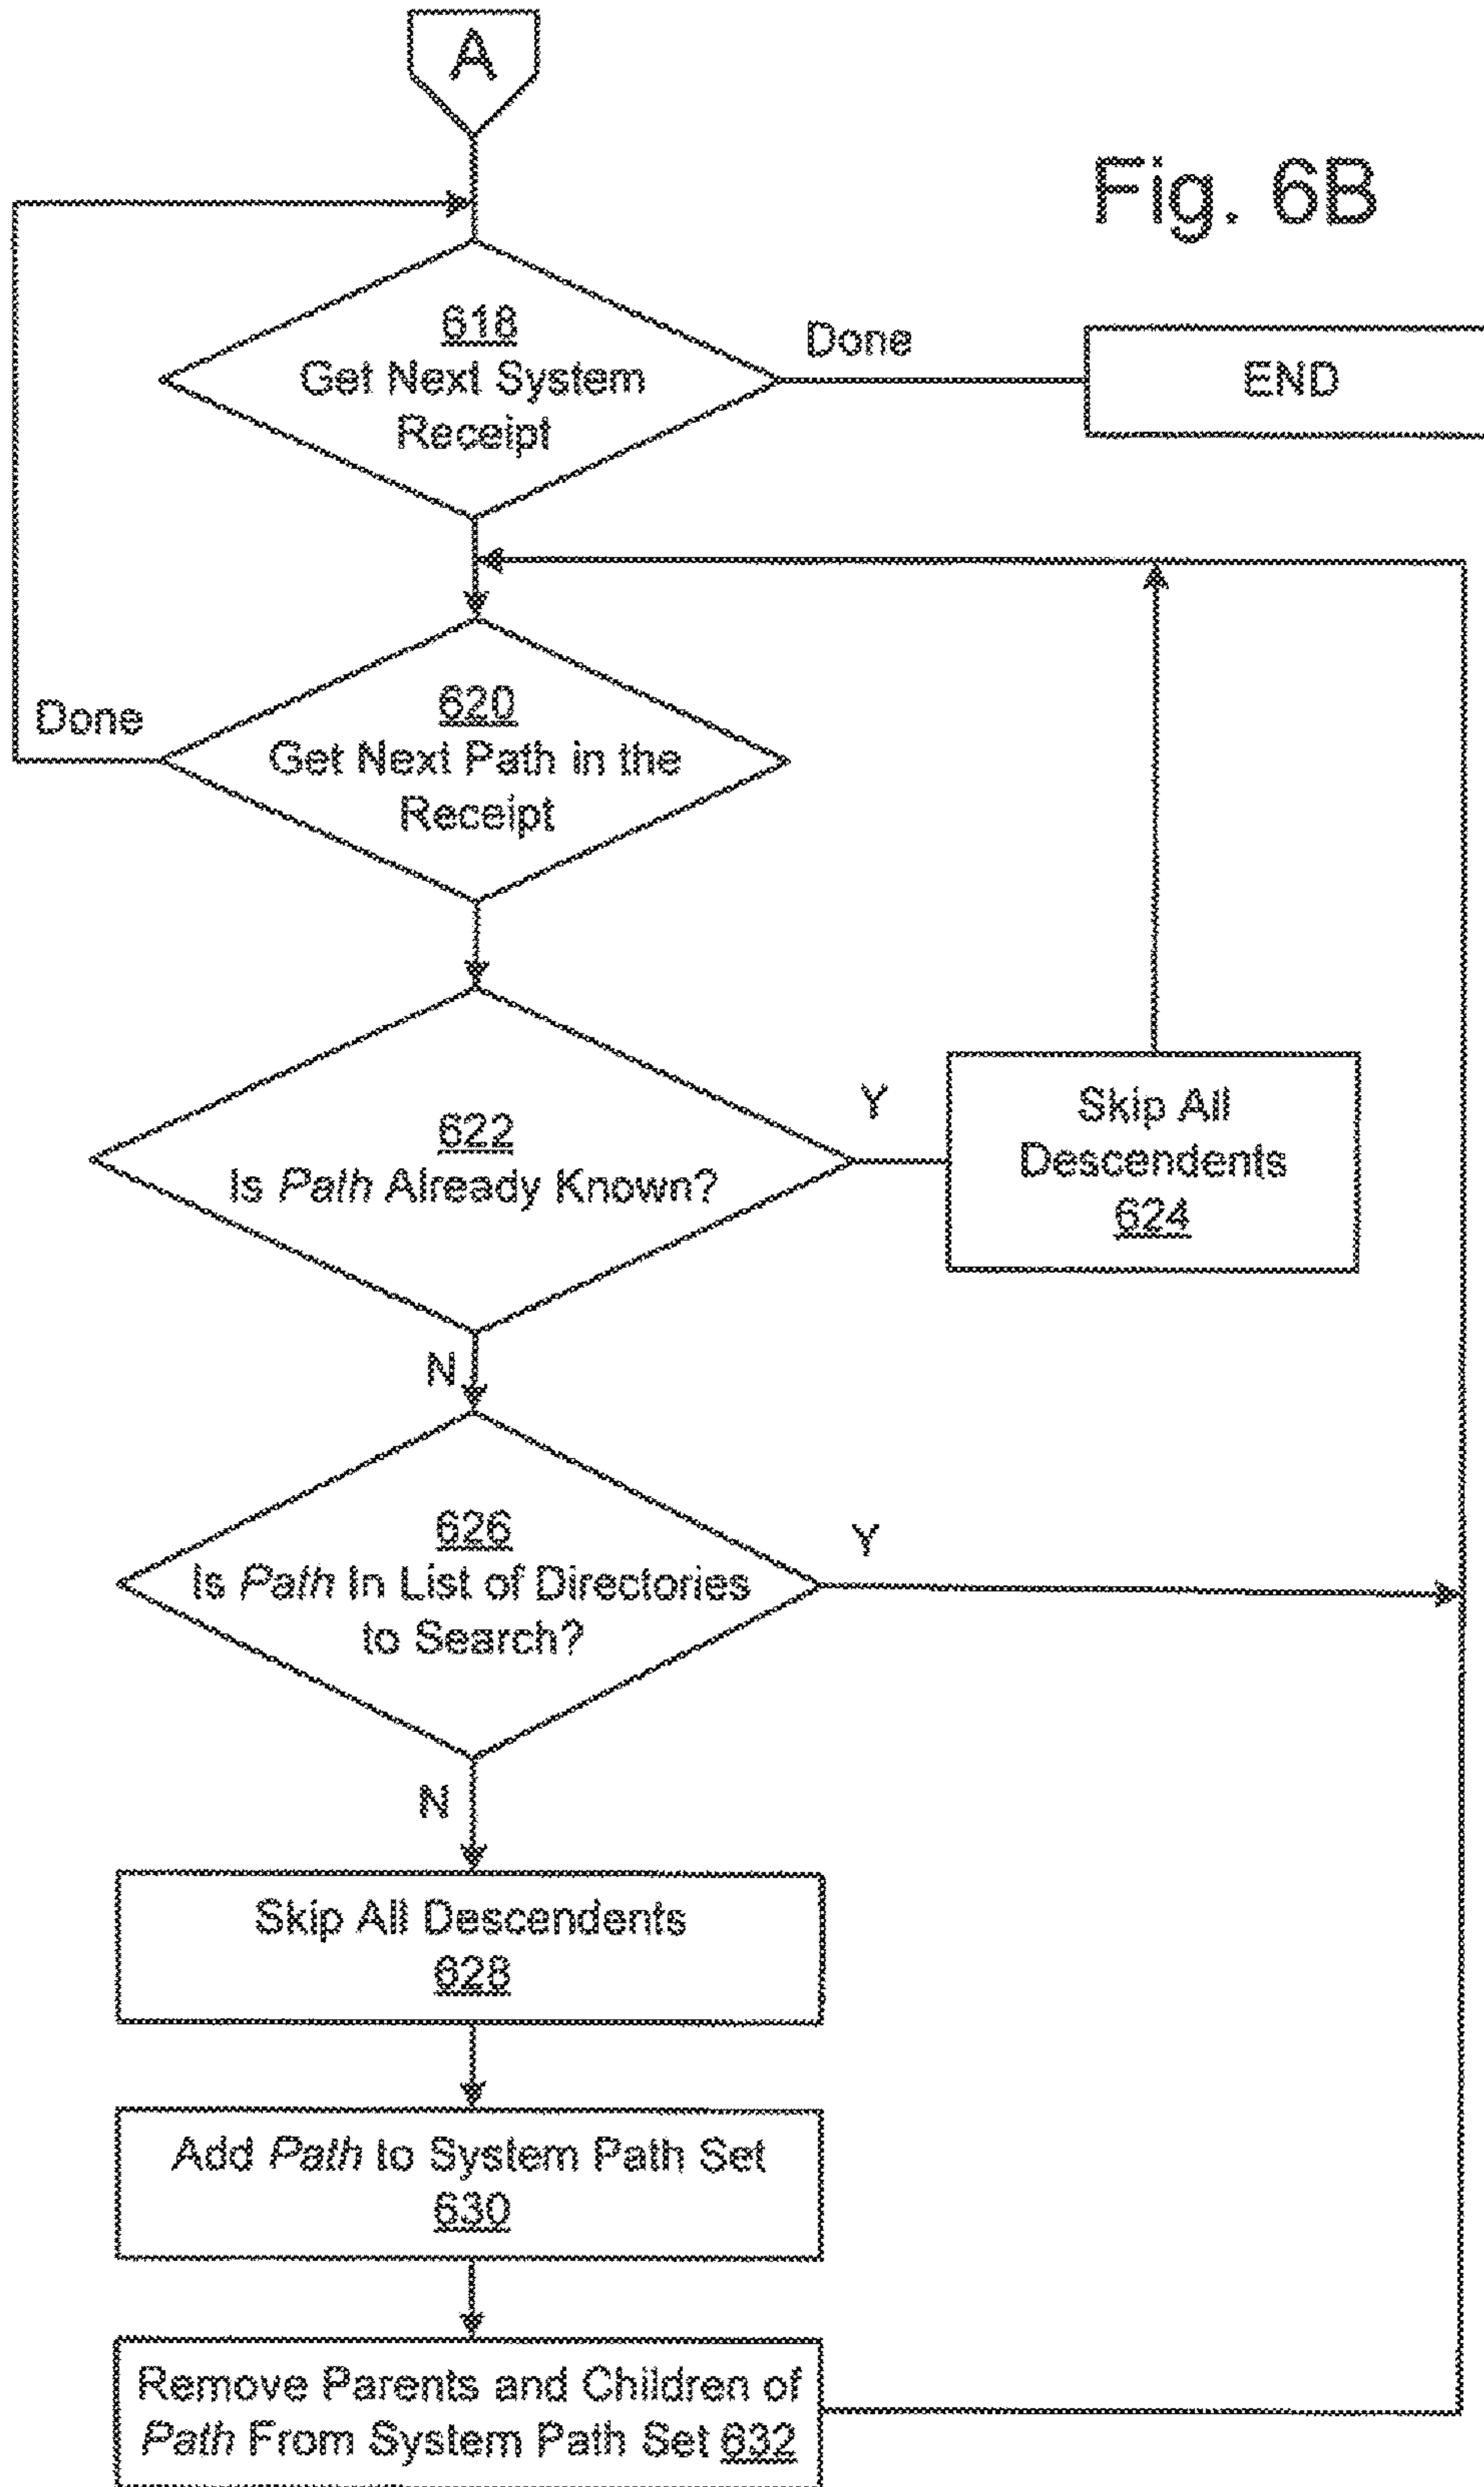 A
Fig. 6B
618
Get Next System
Receipt
Done
END
620
Get Next Path in the
Receipt
Done
622
Is Path Already Known?
Y
Skip All
Descendents
624
N
626
Is Path In List of Directories
to Search?
Y
N
Skip All Descendents
628
Add Path to System Path Set
630
Remove Parents and Children of
Path From System Path Set 632